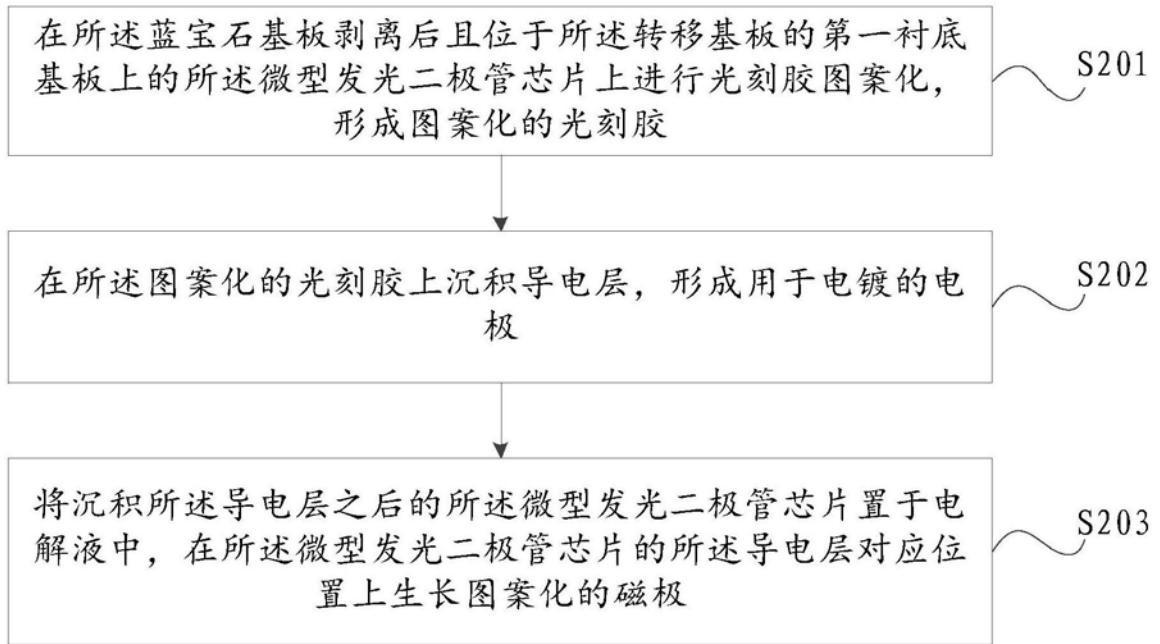 在所述蓝宝石基板剥离后且位于所述转移基板的第一衬底
基板上的所述微型发光二极管芯片上进行光刻胶图案化，
形成图案化的光刻胶
S201
在所述图案化的光刻胶上沉积导电层，形成用于电镀的电
极
S202
将沉积所述导电层之后的所述微型发光二极管芯片置于电
解液中，在所述微型发光二极管芯片的所述导电层对应位
置上生长图案化的磁极
S203